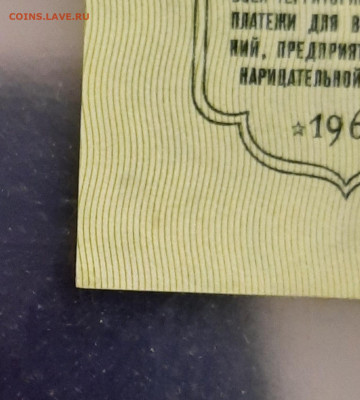 COINS.LAVE.RU
ПЛАТЕЖИ ДЛЯ В
НИЙ, ПРЕДПРИЯТ
НАРИЦАТЕЛЬНОЙ
☆196